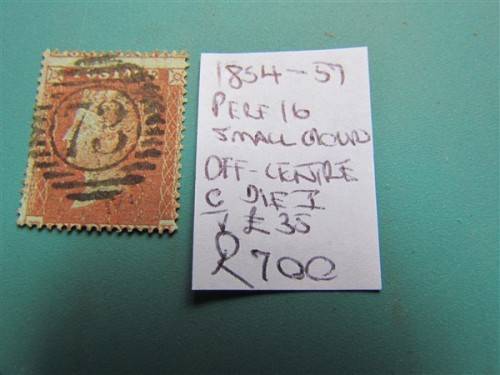 1854-57
PERF 16
SMALL CROWN
OFF-CENTRE
C DIE I
£35
R700